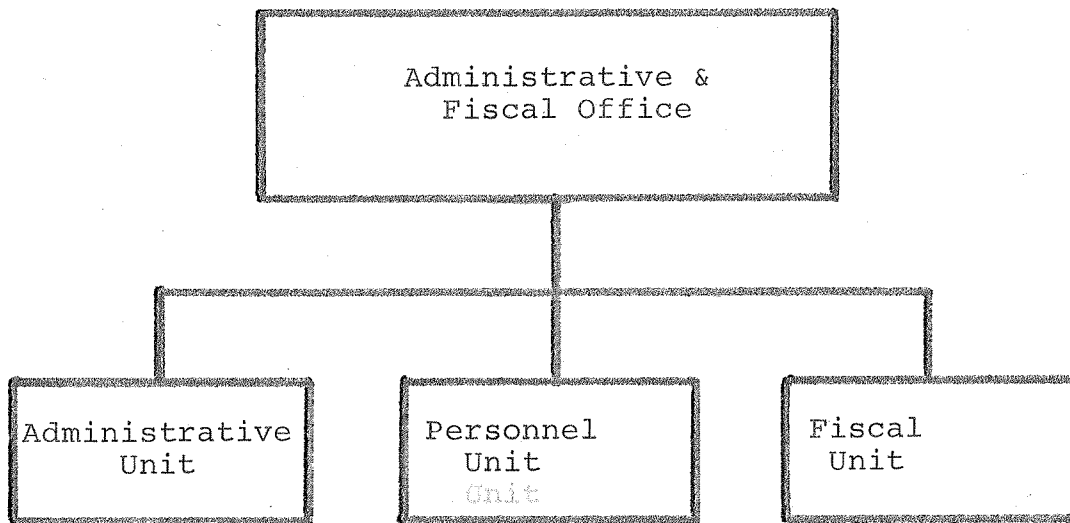 Administrative &
Fiscal Office
Administrative
Unit
Personnel
Unit
Unit
Fiscal
Unit